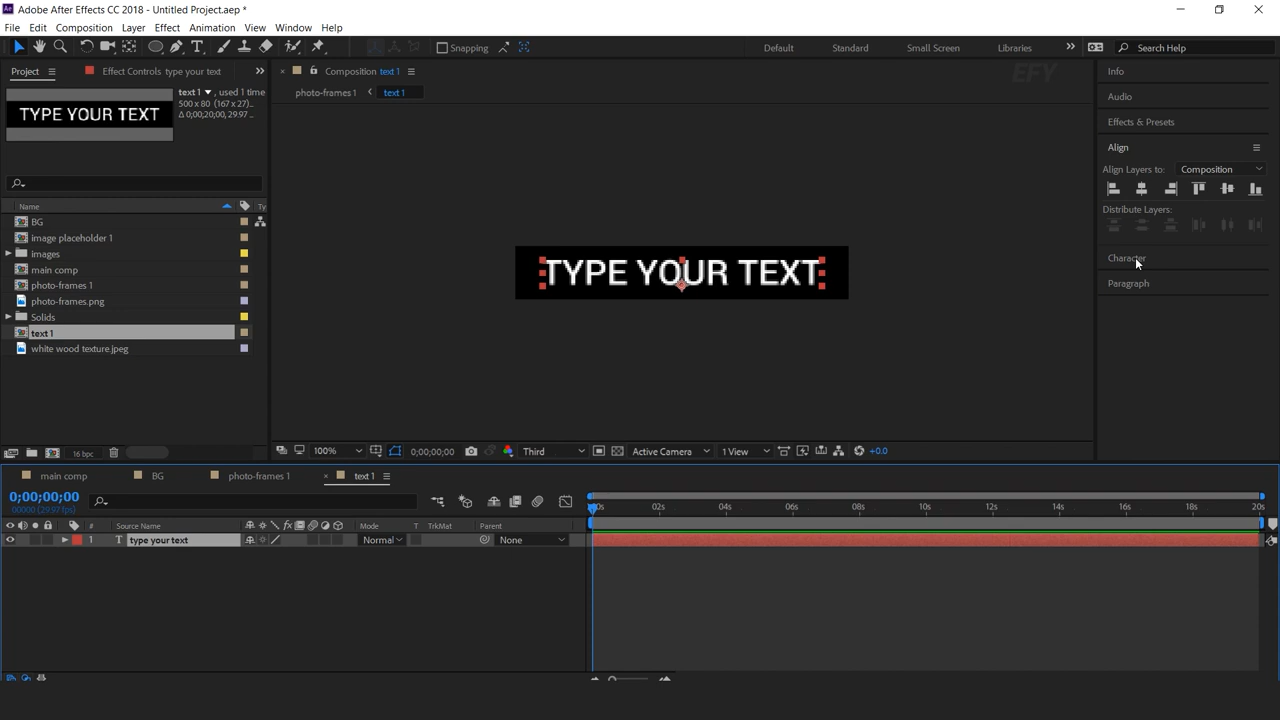 Adobe After Effects CC 2018 - Untitled Project.aep *
File Edit Composition Layer Effect Animation View Window Help
Snapping Default Standard Small Screen Libraries Search Help
Project Effect Controls type your text
TYPE YOUR TEXT
text 1 , used 1 time
500 x 80 (167 x 27)...
Δ 0;00;20;00, 29.97 ...
Name Ty
BG
image placeholder 1
images
main comp
photo-frames 1
photo-frames.png
Solids
text 1
white wood texture.jpeg
16 bpc
Composition text 1
photo-frames 1 text 1
EFY
TYPE YOUR TEXT
100% 0;00;00;00 Third Active Camera 1 View +0.0
Info
Audio
Effects & Presets
Align
Align Layers to: Composition
Distribute Layers:
Character
Paragraph
main comp BG photo-frames 1 text 1
0;00;00;00
00000 (29.97 fps)
# Source Name Mode T TrkMat Parent
1 T type your text Normal None
02s 04s 06s 08s 10s 12s 14s 16s 18s 20s